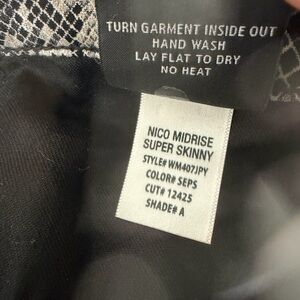 TURN GARMENT INSIDE OUT
HAND WASH
LAY FLAT TO DRY
NO HEAT
NICO MIDRISE
SUPER SKINNY
STYLE# WM407JPY
COLOR# SEPS
CUT# 12425
SHADE# A